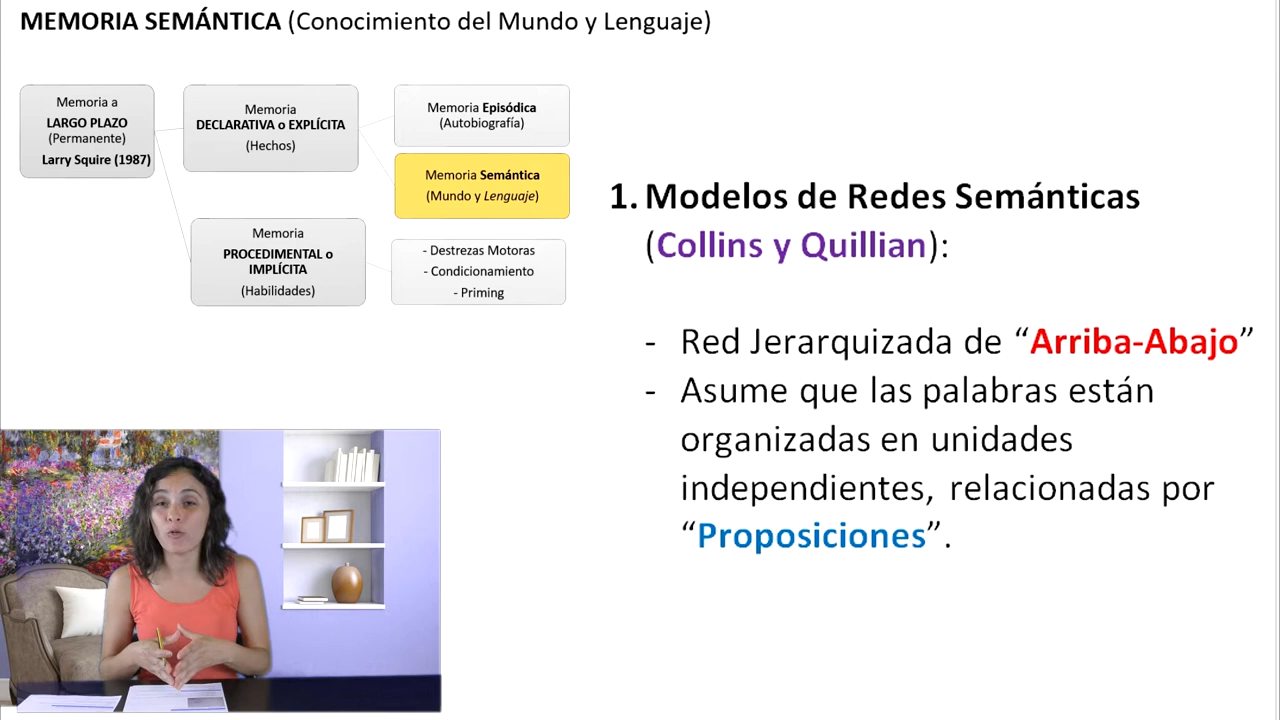 MEMORIA SEMÁNTICA (Conocimiento del Mundo y Lenguaje)
Memoria a
LARGO PLAZO
(Permanente)
Larry Squire (1987)
Memoria
DECLARATIVA o EXPLÍCITA
(Hechos)
Memoria Episódica
(Autobiografía)
Memoria Semántica
(Mundo y Lenguaje)
Memoria
PROCEDIMENTAL o
IMPLÍCITA
(Habilidades)
- Destrezas Motoras
- Condicionamiento
- Priming
1. Modelos de Redes Semánticas
(Collins y Quillian):
- Red Jerarquizada de “Arriba-Abajo”
- Asume que las palabras están
organizadas en unidades
independientes, relacionadas por
“Proposiciones”.